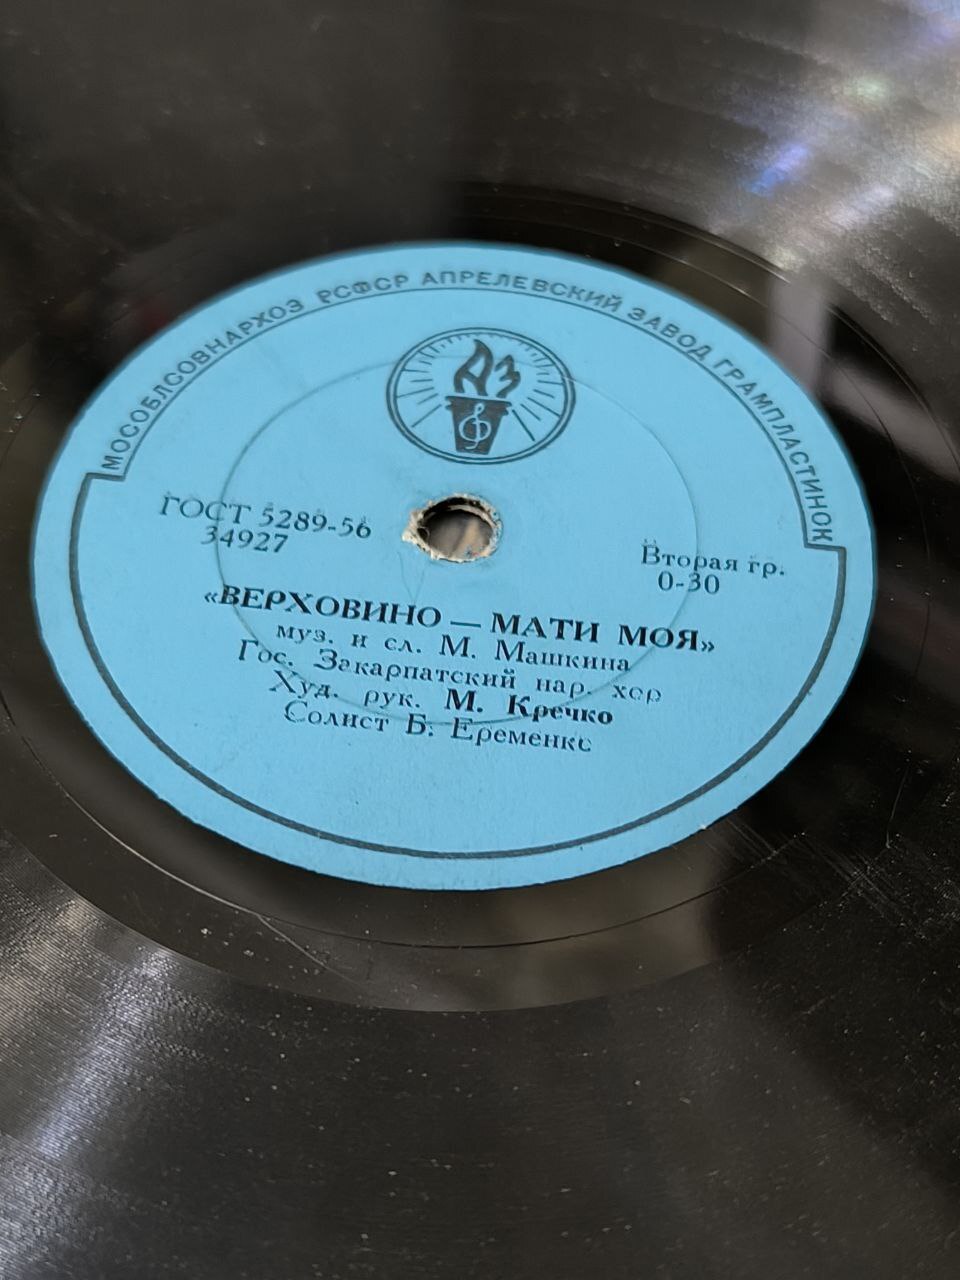 МОСОБЛСОВНАРХОЗ РСФСР АПРЕЛЕВСКИЙ ЗАВОД ГРАМПЛАСТИНОК
АЗ
ГОСТ 5289-56
34927
Вторая гр.
0-30
«ВЕРХОВИНО — МАТИ МОЯ»
муз. и сл. М. Машкина
Гос. Закарпатский нар. хор
Худ. рук. М. Кречко
Солист Б. Еременко